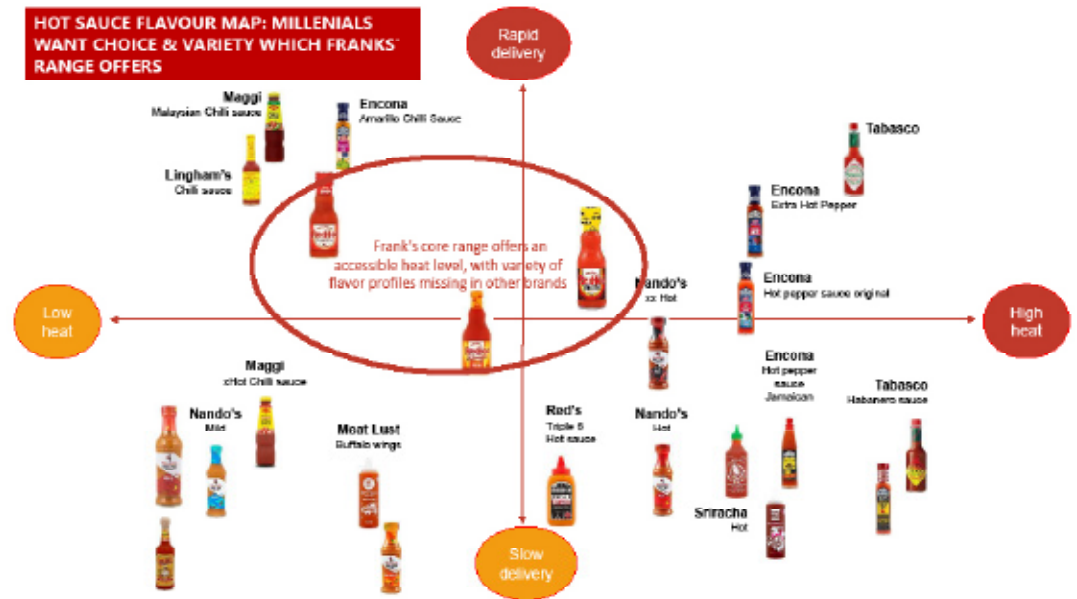 HOT SAUCE FLAVOUR MAP: MILLENIALS
WANT CHOICE & VARIETY WHICH FRANKS'
RANGE OFFERS
Rapid
delivery
Maggi
Malaysian Chilli sauce
Encona
Amarillo Chilli Sauce
Tabasco
Lingham's
Chilli sauce
Encona
Extra Hot Pepper
Frank's core range offers an
accessible heat level, with variety of
flavor profiles missing in other brands
Nando's
xx Hot
Encona
Hot pepper sauce original
Low
heat
High
heat
Maggi
xHot Chilli sauce
Encona
Hot pepper
sauce
Jamaican
Tabasco
Habanero sauce
Nando's
Mild
Meat Lust
Buffalo wings
Red's
Triple 6
Hot sauce
Nando's
Hot
Sriracha
Hot
Slow
delivery